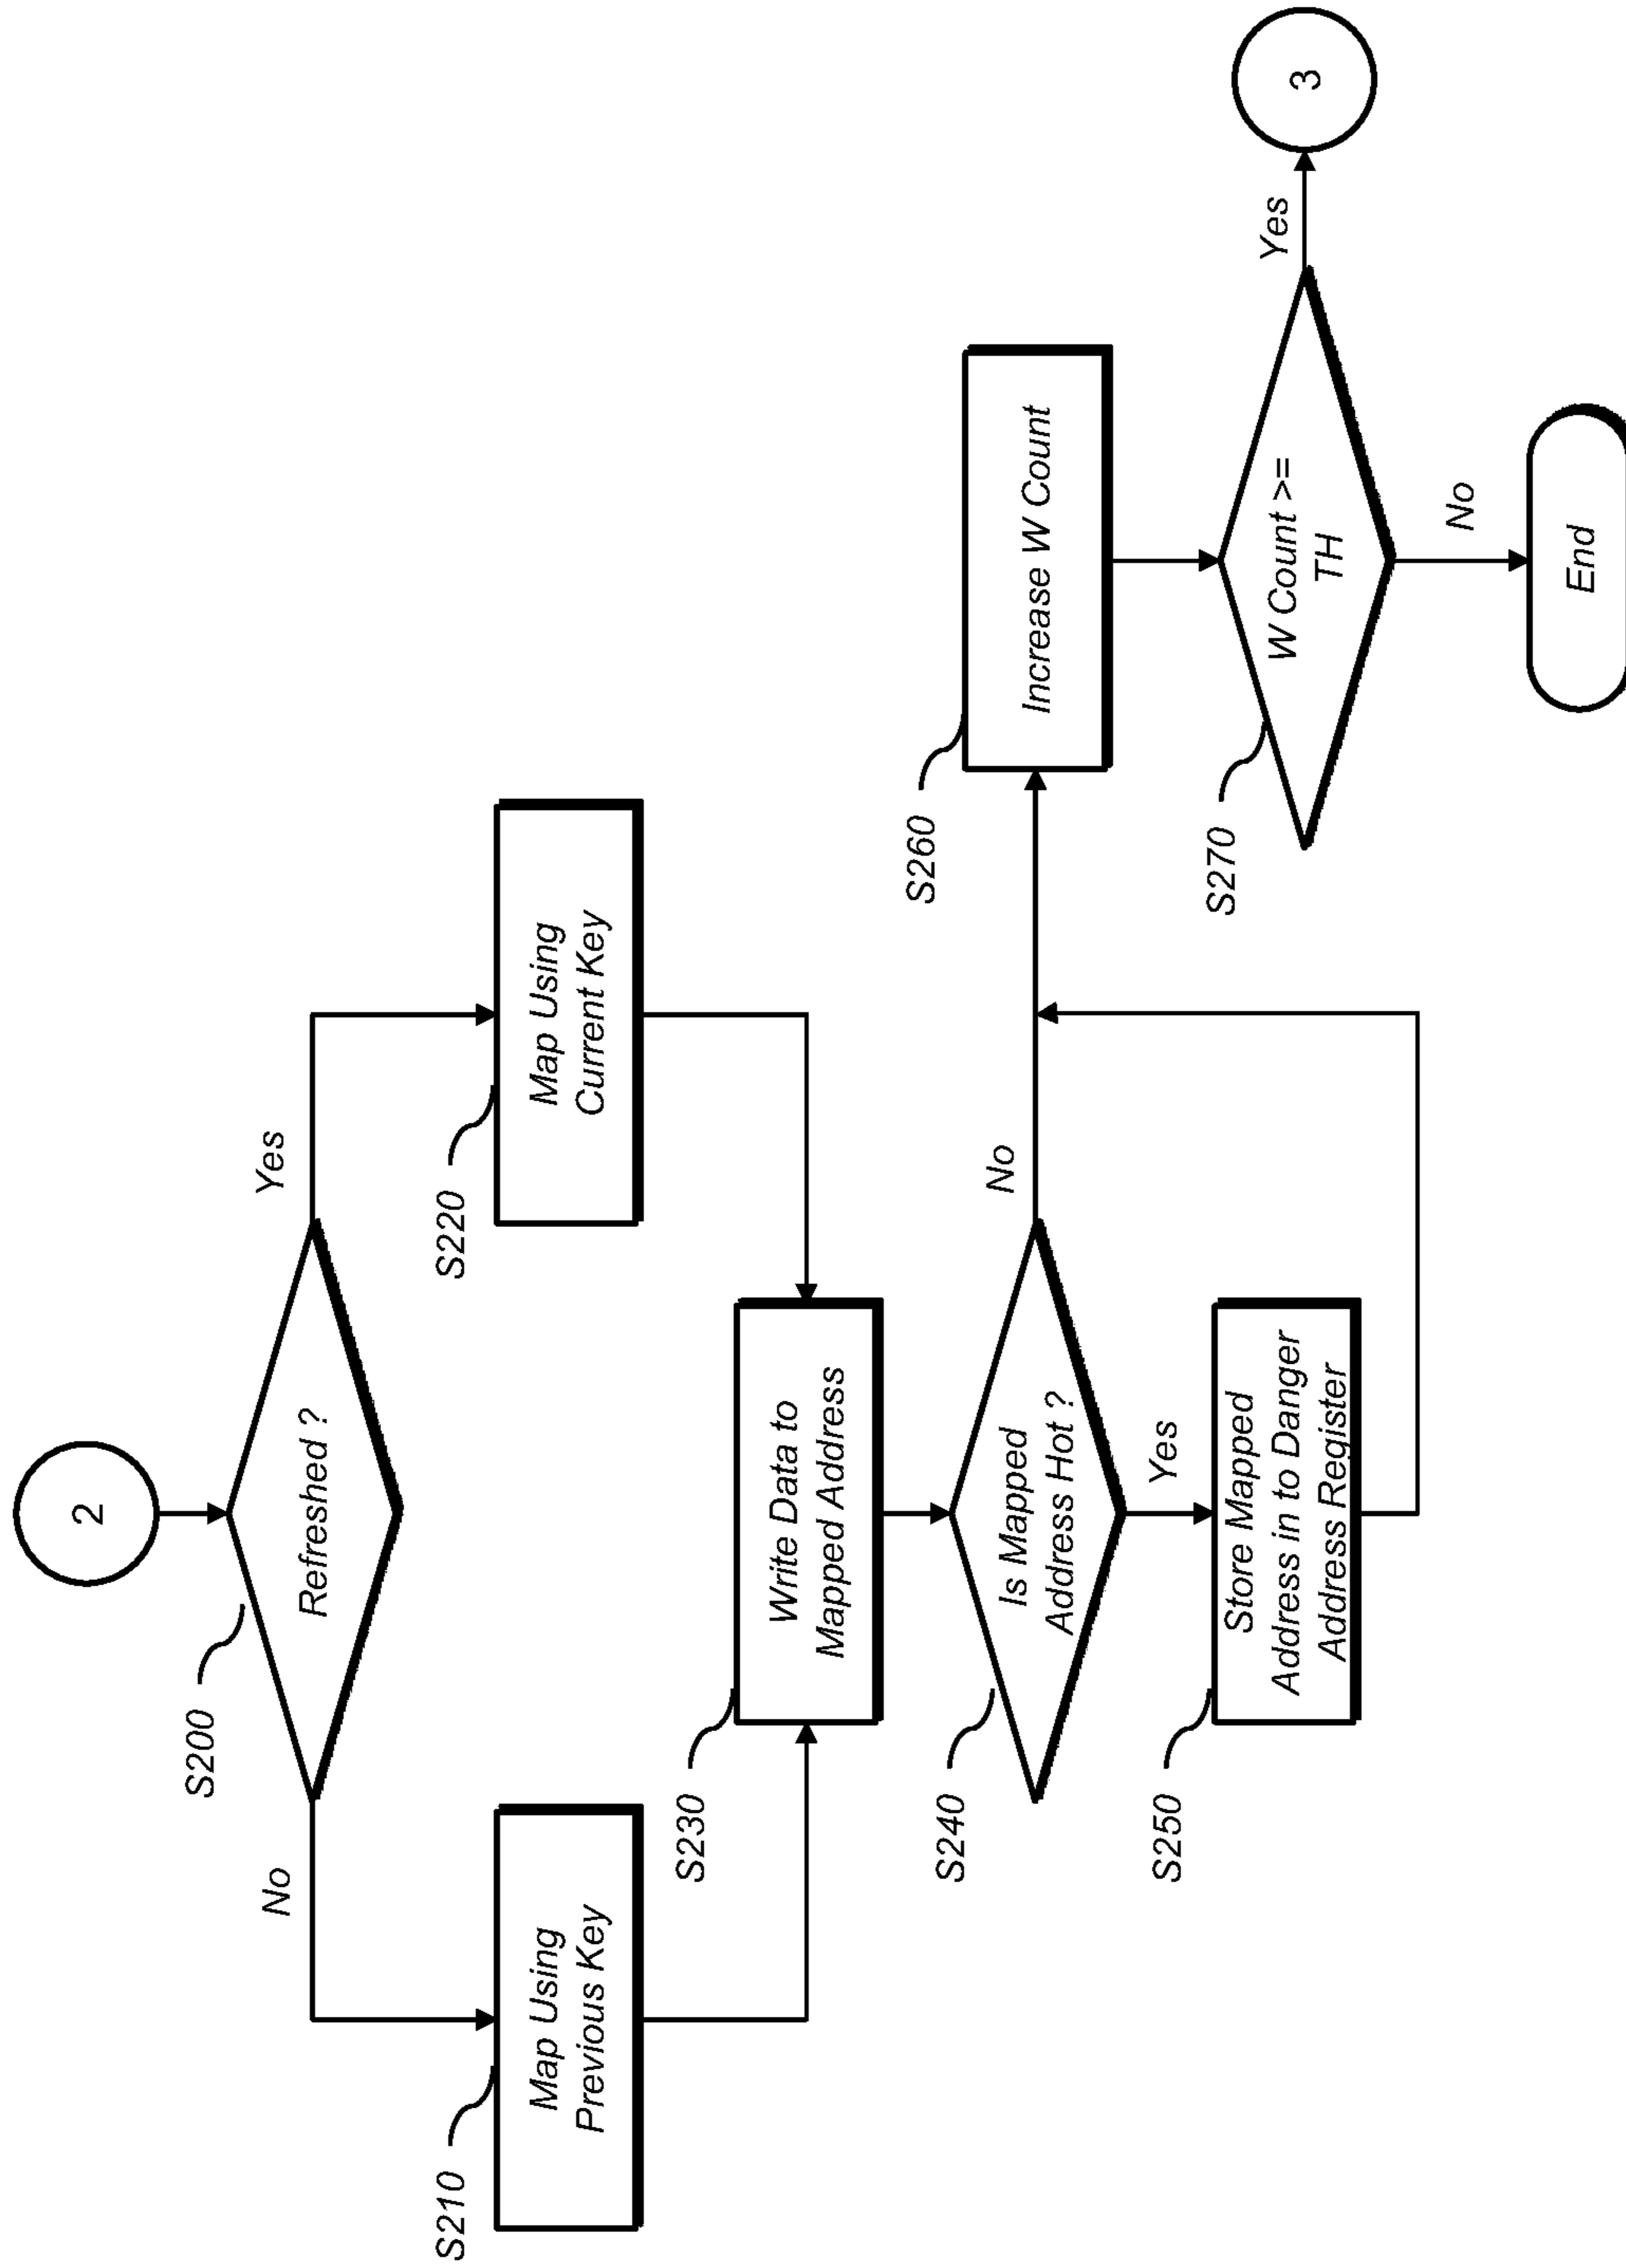 2
S200
Refreshed ?
No
Yes
S210
Map Using
Previous Key
S220
Map Using
Current Key
S230
Write Data to
Mapped Address
S240
Is Mapped
Address Hot ?
No
Yes
S250
Store Mapped
Address in to Danger
Address Register
S260
Increase W Count
S270
W Count >=
TH
Yes
3
No
End